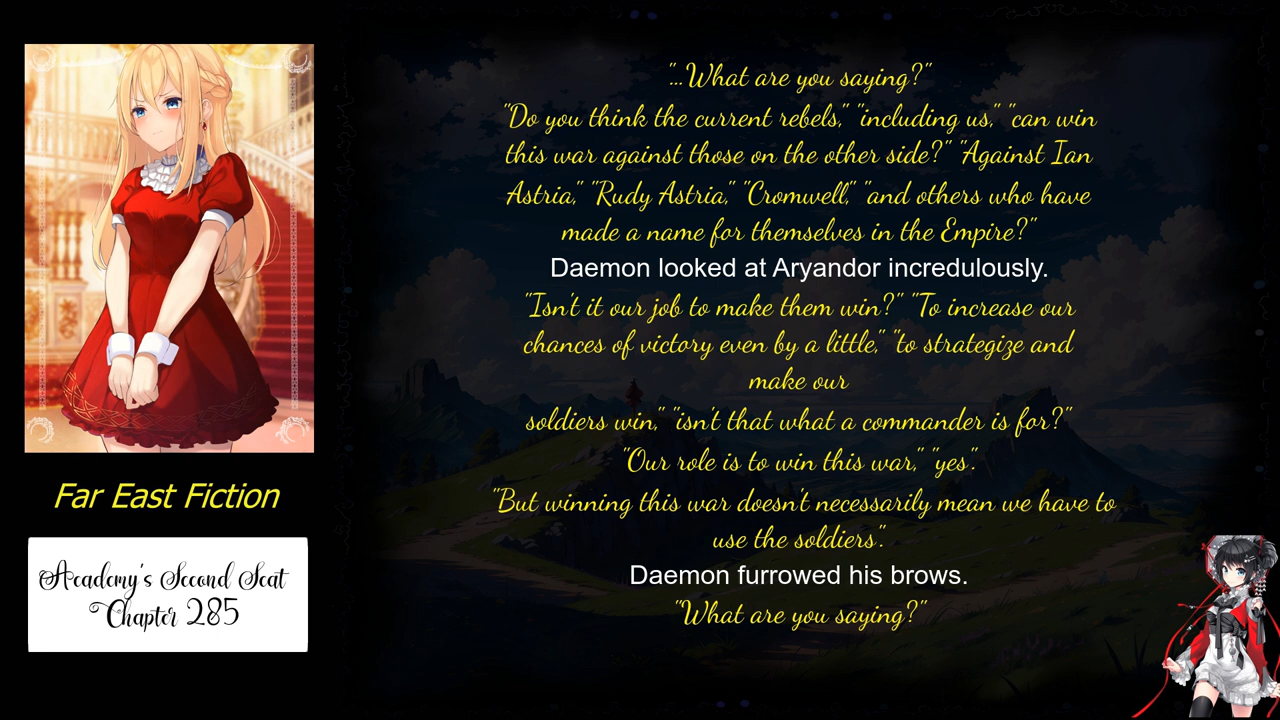 "...What are you saying?"
"Do you think the current rebels," "including us," "can win
this war against those on the other side?" "Against Ian
Astria," "Rudy Astria," "Cromwell," "and others who have
made a name for themselves in the Empire?"
Daemon looked at Aryandor incredulously.
"Isn't it our job to make them win?" "To increase our
chances of victory even by a little," "to strategize and
make our
soldiers win," "isn't that what a commander is for?"
"Our role is to win this war," "yes".
"But winning this war doesn't necessarily mean we have to
use the soldiers".
Daemon furrowed his brows.
"What are you saying?"
Far East Fiction
Academy's Second Seat
Chapter 285